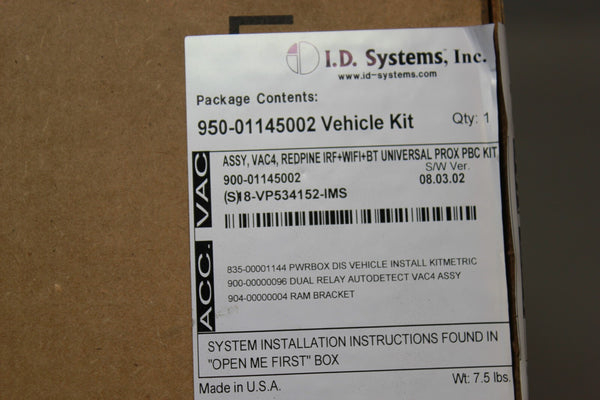 I.D. Systems, Inc.
www.id-systems.com
Package Contents:
950-01145002 Vehicle Kit Qty: 1
VAC
ASSY, VAC4, REDPINE IRF+WIFI+BT UNIVERSAL PROX PBC KIT
S/W Ver.
900-01145002 08.03.02
(S)18-VP534152-IMS
ACC.
835-00001144 PWRBOX DIS VEHICLE INSTALL KITMETRIC
900-00000096 DUAL RELAY AUTODETECT VAC4 ASSY
904-00000004 RAM BRACKET
SYSTEM INSTALLATION INSTRUCTIONS FOUND IN
"OPEN ME FIRST" BOX
Made in U.S.A. Wt: 7.5 lbs.